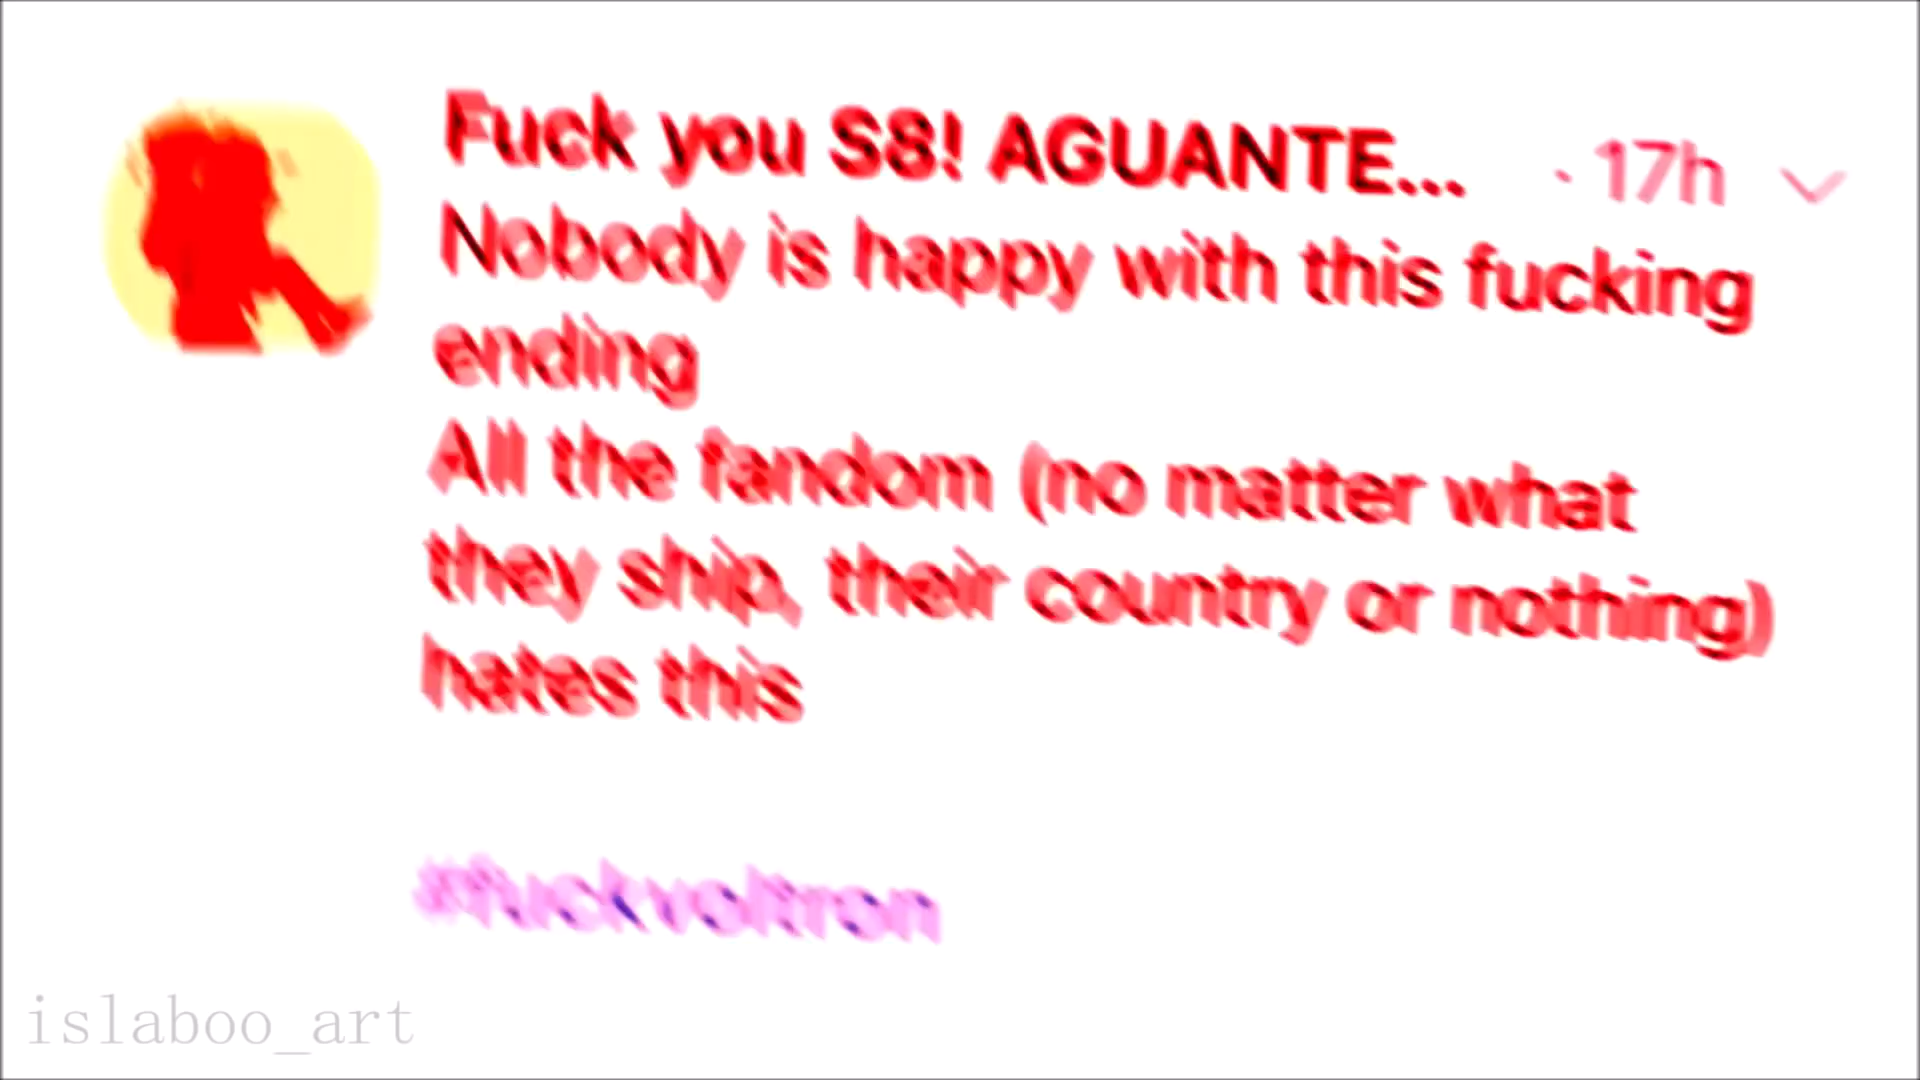 Fuck you S8! AGUANTE... · 17h
Nobody is happy with this fucking
ending
All the fandom (no matter what
they ship, their country or nothing)
hates this
#fuckvoltron
islaboo_art